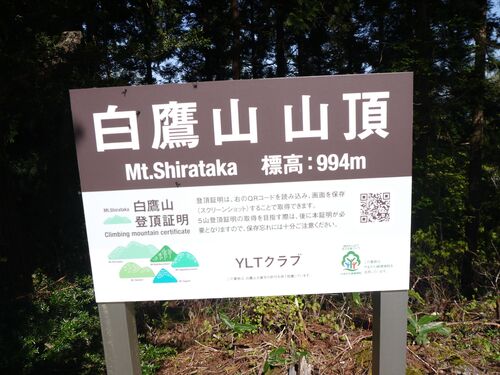 白鷹山 山頂
Mt.Shirataka 標高：994m
Mt.Shirataka 白鷹山
登頂証明
Climbing mountain certificate
登頂証明は、右のQRコードを読み込み、画面を保存
（スクリーンショット）することで取得できます。
5山登頂証明の取得を目指す際は、後に本証明が必
要となりますので、保存忘れには十分ご注意ください。
YLTクラブ